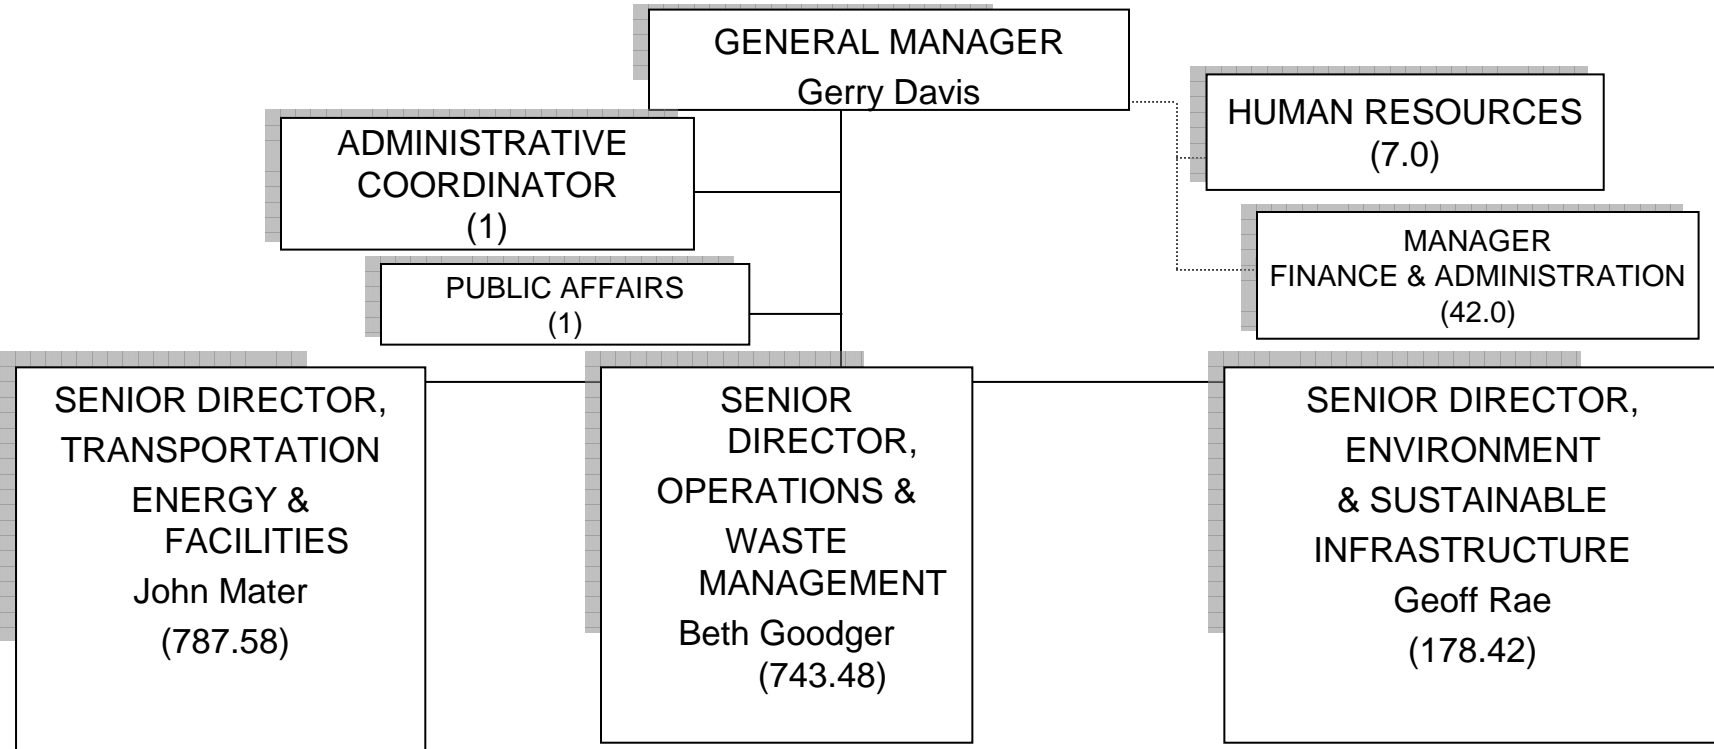 GENERAL MANAGER
Gerry Davis
HUMAN RESOURCES
(7.0)
ADMINISTRATIVE
COORDINATOR
(1)
MANAGER
FINANCE & ADMINISTRATION
(42.0)
PUBLIC AFFAIRS
(1)
SENIOR DIRECTOR,
TRANSPORTATION
ENERGY &
FACILITIES
John Mater
(787.58)
SENIOR
DIRECTOR,
OPERATIONS &
WASTE
MANAGEMENT
Beth Goodger
(743.48)
SENIOR DIRECTOR,
ENVIRONMENT
& SUSTAINABLE
INFRASTRUCTURE
Geoff Rae
(178.42)